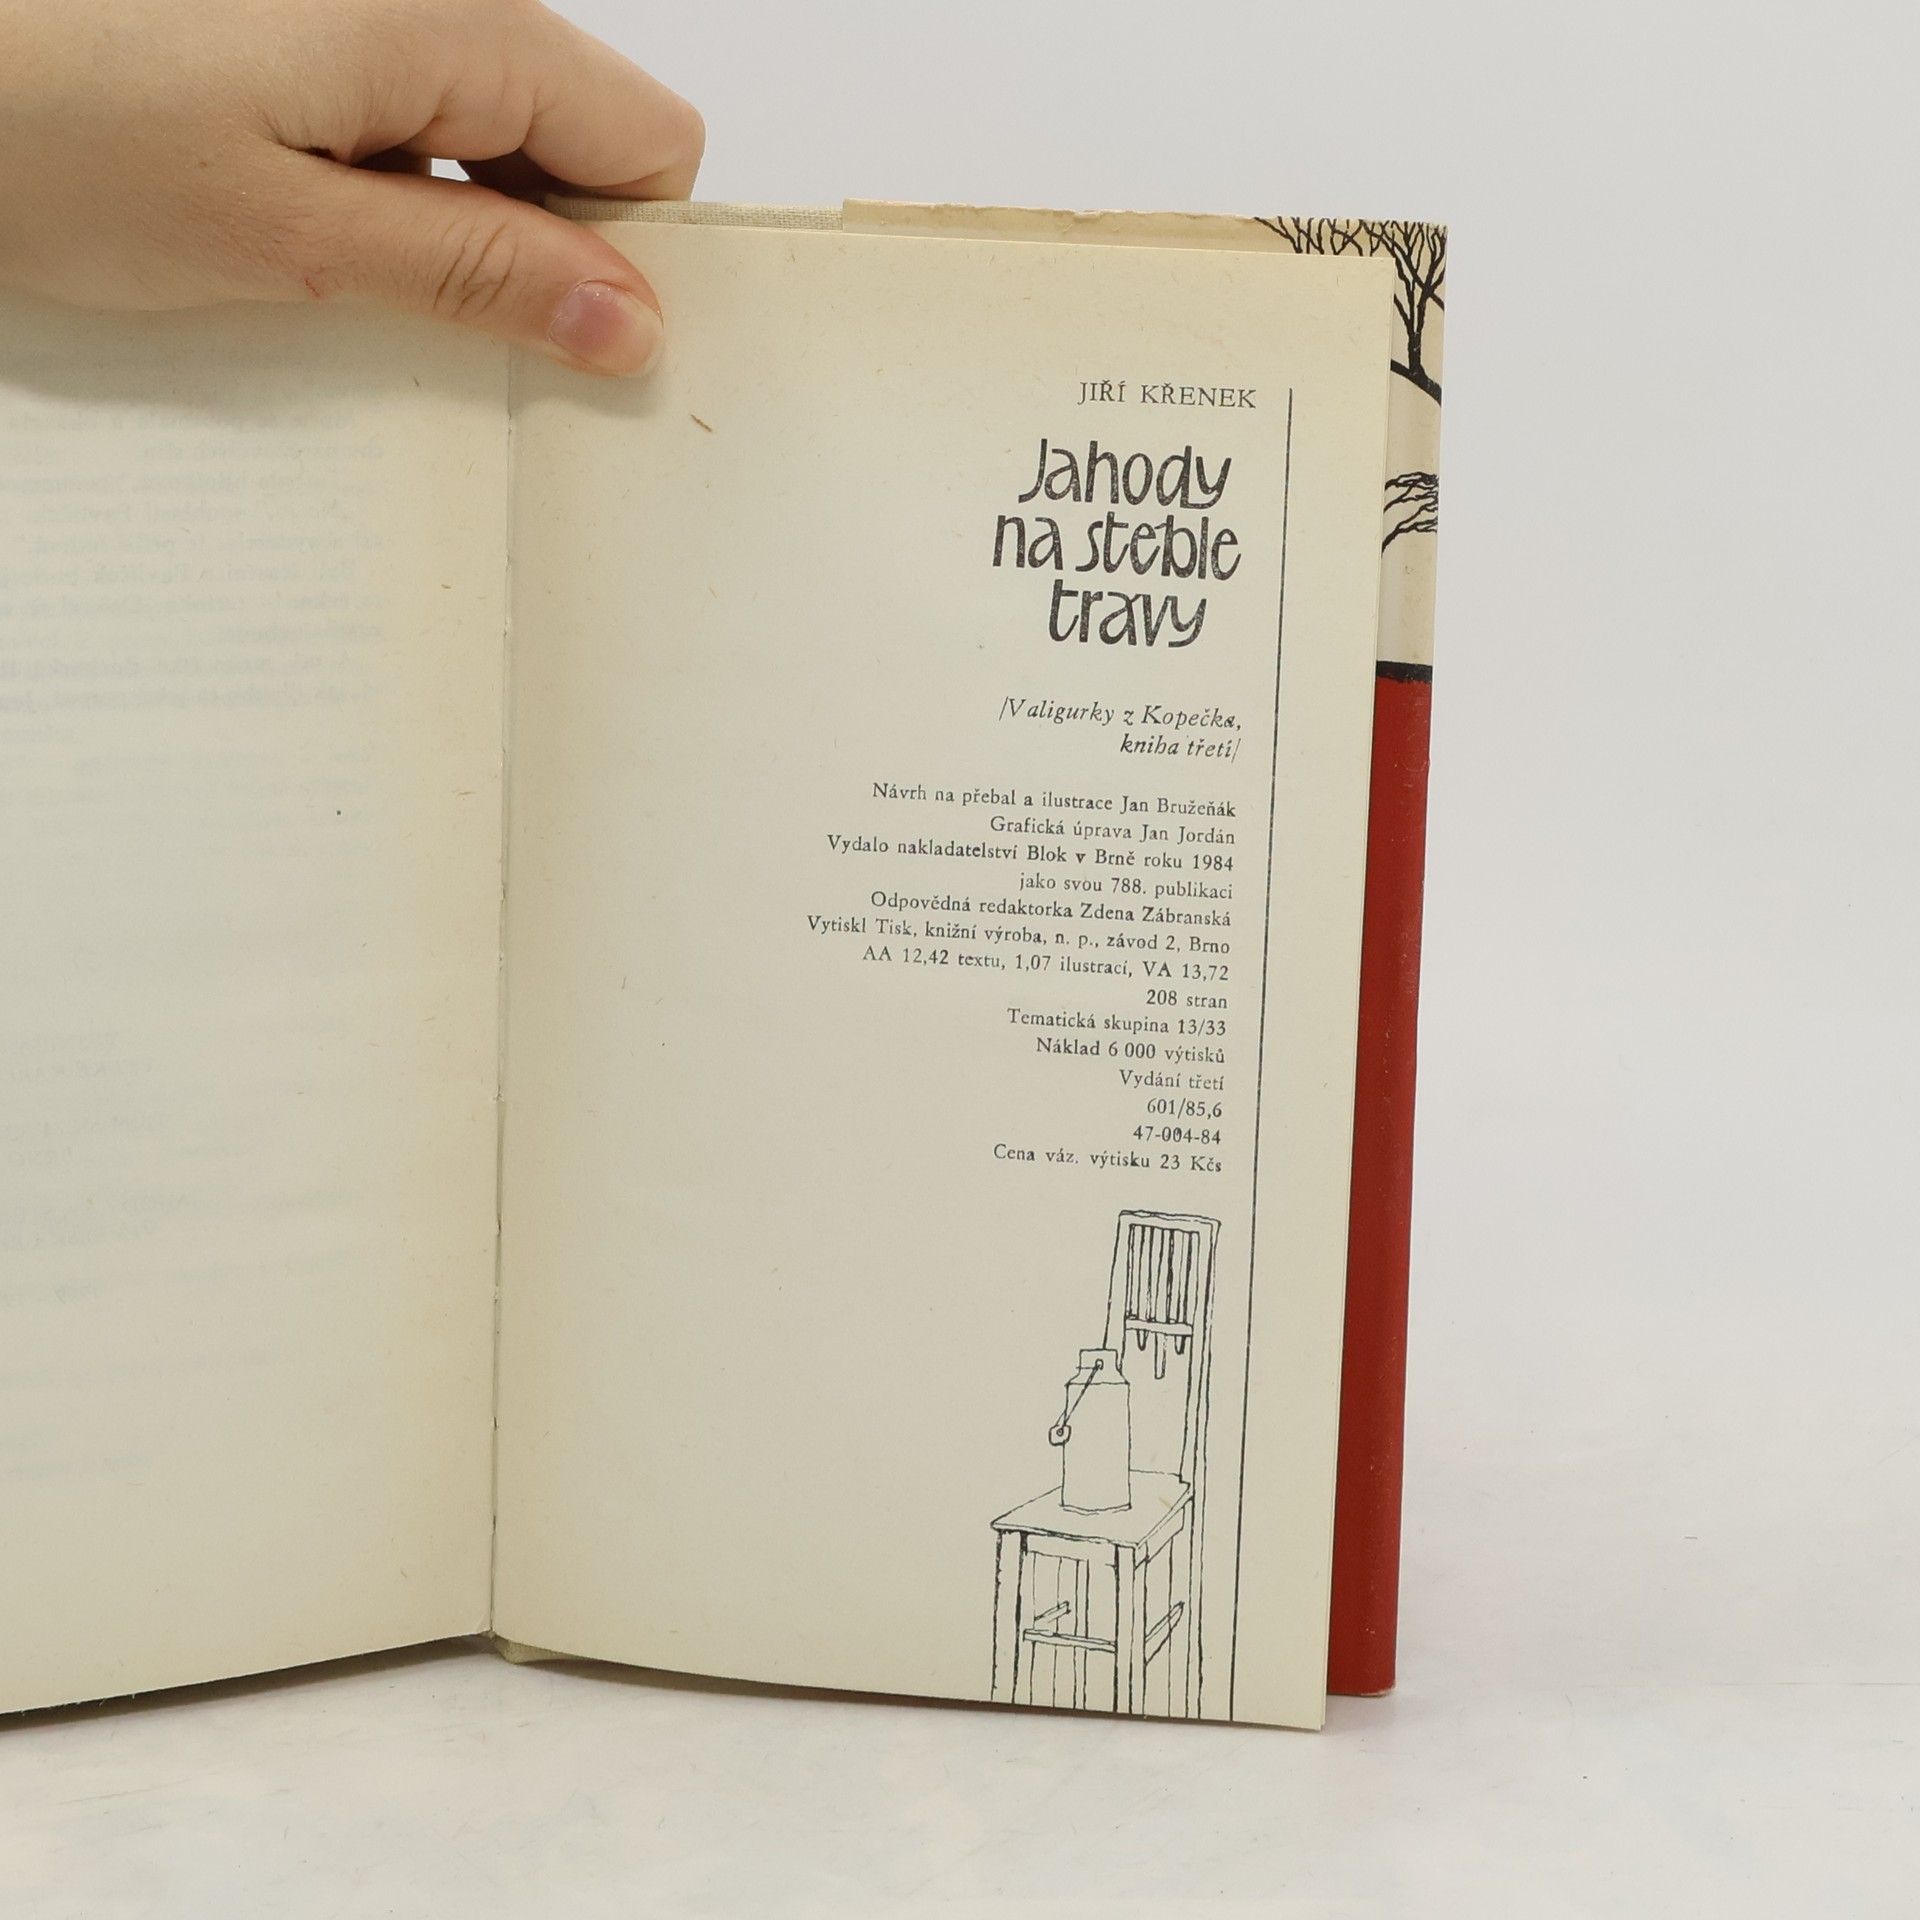 JIŘÍ KŘENEK
Jahody
na steble
trávy
/Valigurky z Kopečka,
kniha třetí/
Návrh na přebal a ilustrace Jan Bružeňák
Grafická úprava Jan Jordán
Vydalo nakladatelství Blok v Brně roku 1984
jako svou 788. publikaci
Odpovědná redaktorka Zdena Zábranská
Vytiskl Tisk, knižní výroba, n. p., závod 2, Brno
AA 12,42 textu, 1,07 ilustrací, VA 13,72
208 stran
Tematická skupina 13/33
Náklad 6 000 výtisků
Vydání třetí
601/85,6
47-004-84
Cena váz. výtisku 23 Kčs